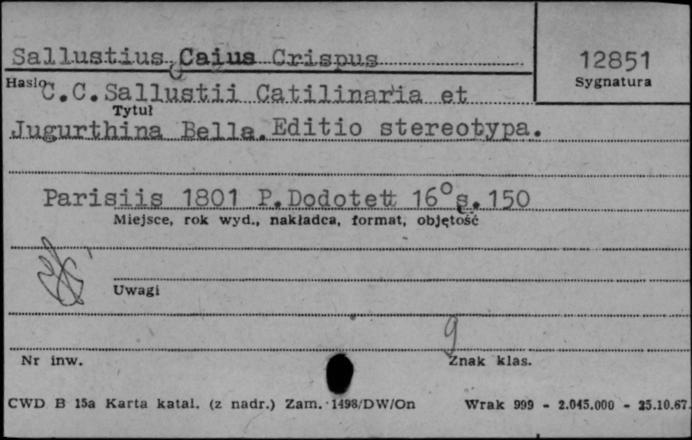 Sallustius Caius Crispus
12851
Sygnatura
Hasło
C.C.Sallustii Catilinaria et
Tytuł
Jugurthina Bella. Editio stereotypa.
Parisiis 1801 P.Dodotett 16° s.150
Miejsce, rok wyd., nakładca, format, objętość
Uwagi
g
Nr inw.
Znak klas.
CWD B 15a Karta katal. (z nadr.) Zam. 1498/DW/On
Wrak 999 - 2.045.000 - 25.10.67.